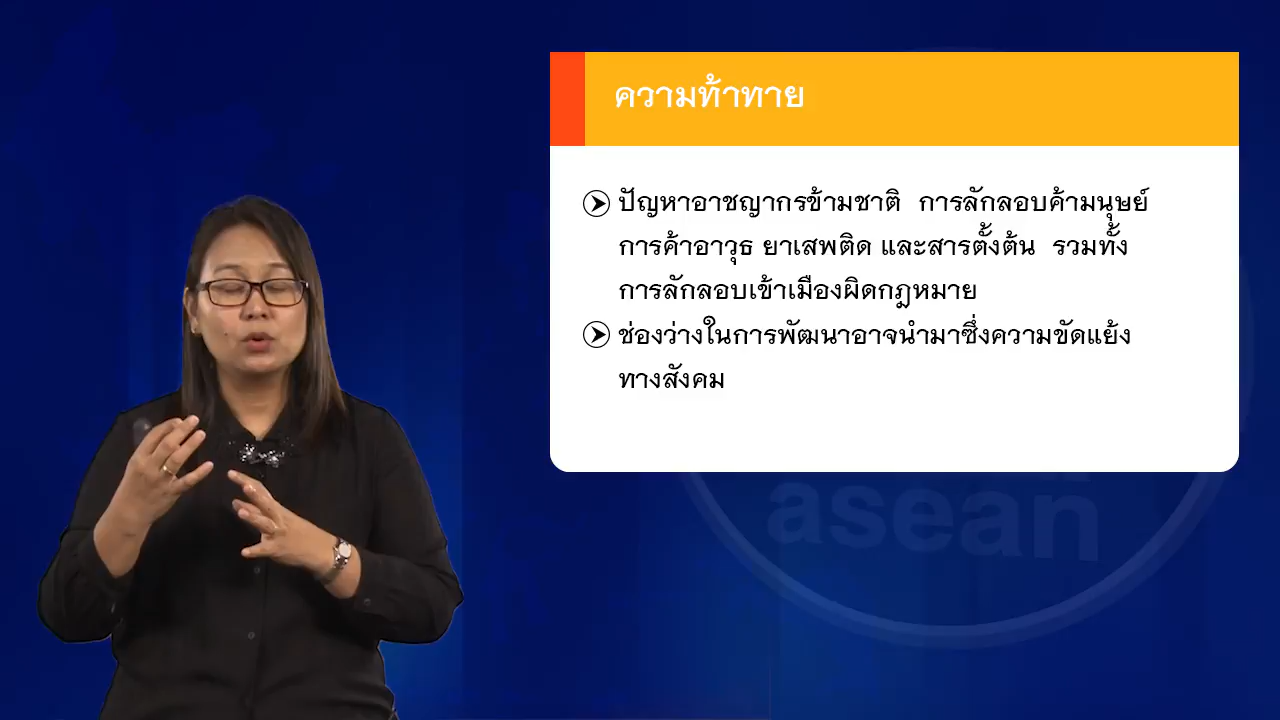 ความท้าทาย
ปัญหาอาชญากรข้ามชาติ การลักลอบค้ามนุษย์
การค้าอาวุธ ยาเสพติด และสารตั้งต้น รวมทั้ง
การลักลอบเข้าเมืองผิดกฎหมาย
ช่องว่างในการพัฒนาอาจนำมาซึ่งความขัดแย้ง
ทางสังคม
asean